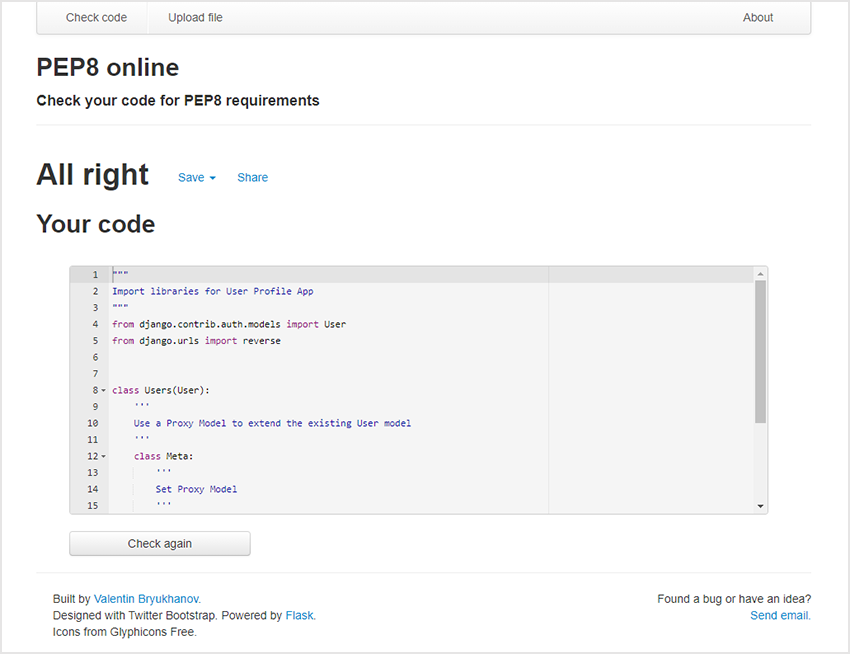 Check code Upload file About
PEP8 online
Check your code for PEP8 requirements
All right Save Share
Your code
1 """
2 Import libraries for User Profile App
3 """
4 from django.contrib.auth.models import User
5 from django.urls import reverse
6
7
8 class Users(User):
9 '''
10 Use a Proxy Model to extend the existing User model
11 '''
12 class Meta:
13 '''
14 Set Proxy Model
15 '''
Check again
Built by Valentin Bryukhanov. Found a bug or have an idea?
Designed with Twitter Bootstrap. Powered by Flask. Send email.
Icons from Glyphicons Free.